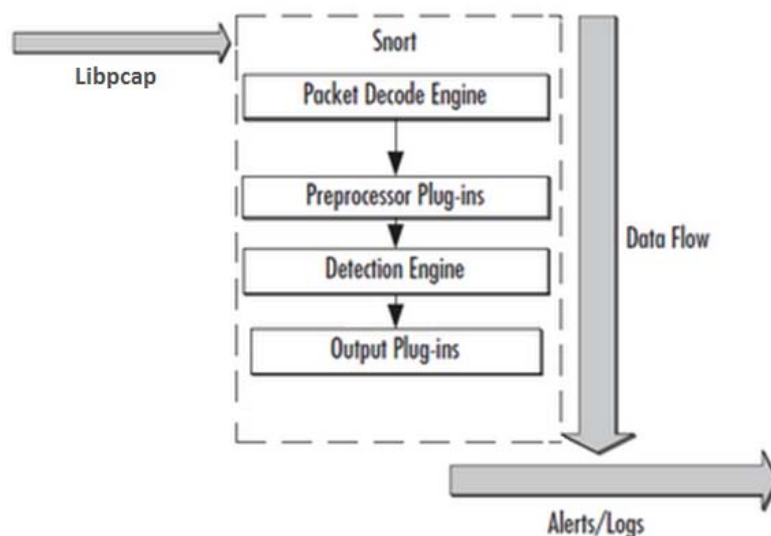 Snort
Libpcap
Packet Decode Engine
Preprocessor Plug-ins
Detection Engine
Data Flow
Output Plug-ins
Alerts/Logs